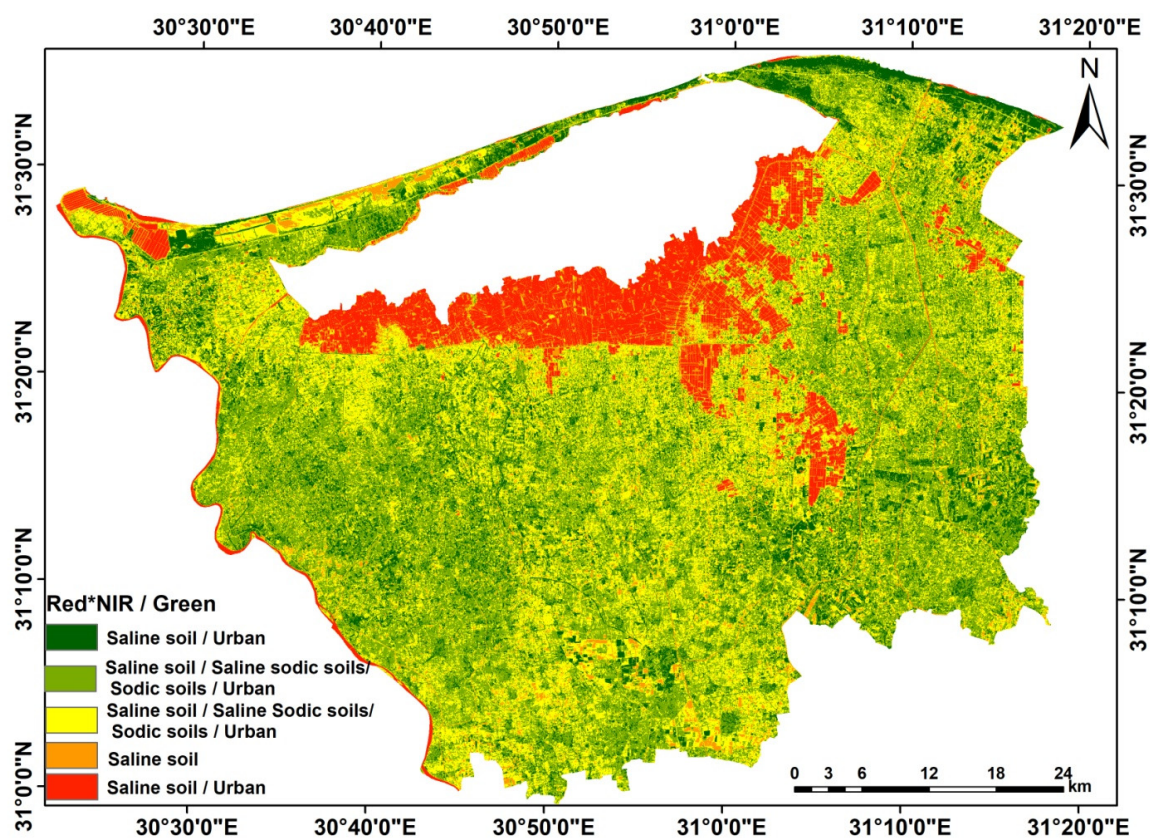 30°30'0"E 30°40'0"E 30°50'0"E 31°0'0"E 31°10'0"E 31°20'0"E
N
31°30'0"N
31°30'0"N
31°20'0"N
31°20'0"N
31°10'0"N
31°10'0"N
31°0'0"N
Red*NIR / Green
Saline soil / Urban
Saline soil / Saline sodic soils/
Sodic soils / Urban
Saline soil / Saline Sodic soils/
Sodic soils / Urban
Saline soil
Saline soil / Urban
0 3 6 12 18 24
km
30°30'0"E 30°40'0"E 30°50'0"E 31°0'0"E 31°10'0"E 31°20'0"E